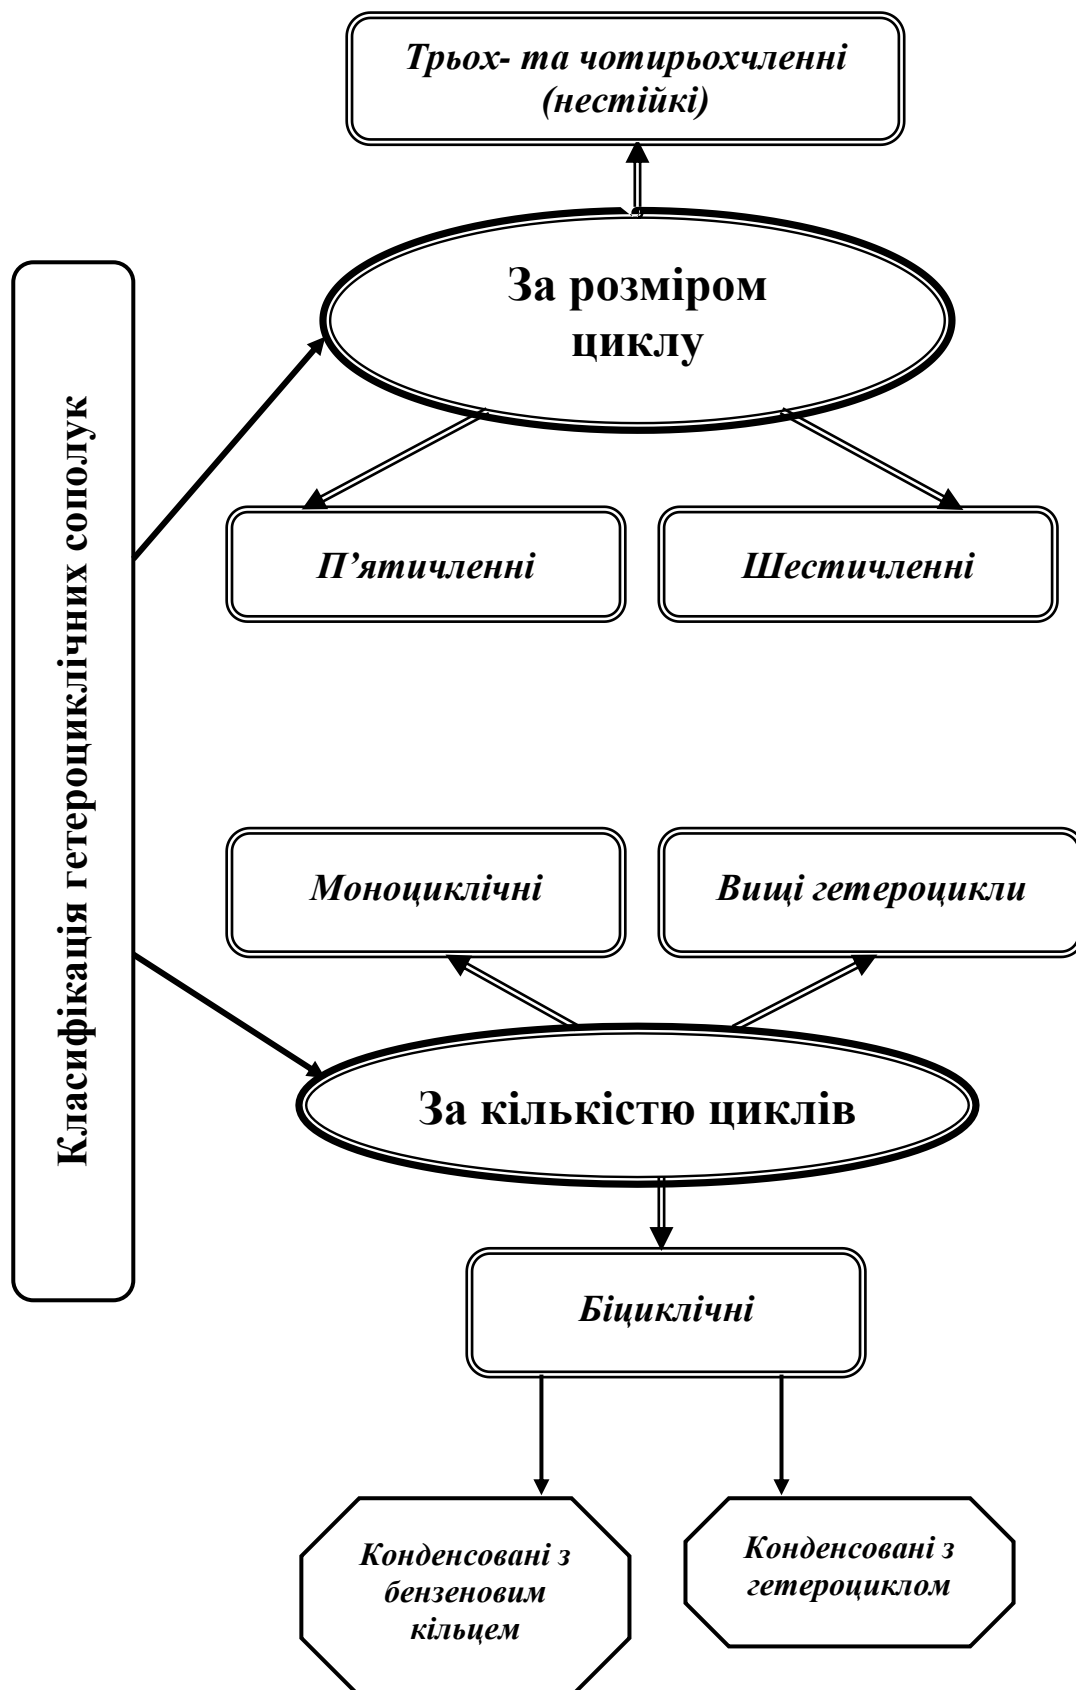 Трьох- та чотирьохчленні
(нестійкі)
За розміром
циклу
Класифікація гетероциклічних сополук
П’ятичленні
Шестичленні
Моноциклічні
Вищі гетероцикли
За кількістю циклів
Біциклічні
Конденсовані з
бензеновим
кільцем
Конденсовані з
гетероциклом